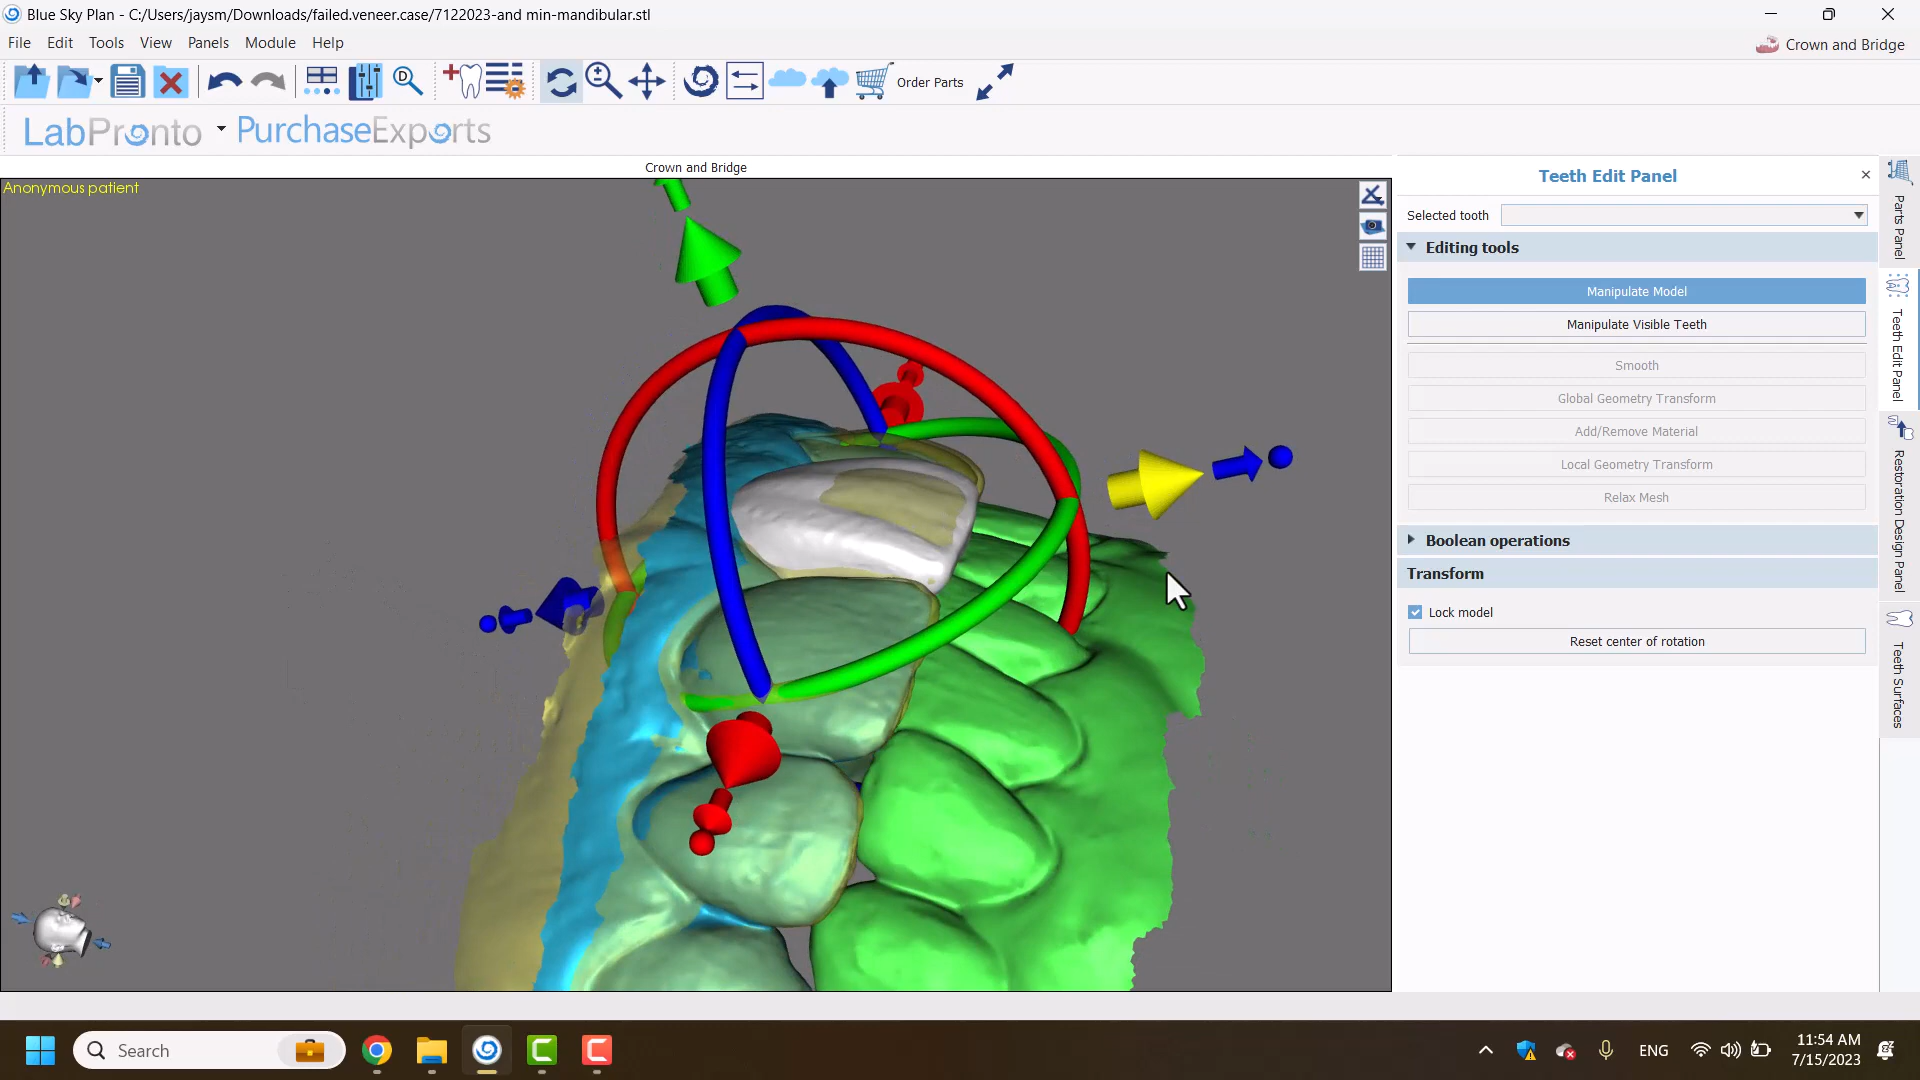 Blue Sky Plan - C:/Users/jaysm/Downloads/failed.veneer.case/7122023-and min-mandibular.stl
File Edit Tools View Panels Module Help
Crown and Bridge
D
Order Parts
LabPronto PurchaseExports
Crown and Bridge
Anonymous patient
Teeth Edit Panel
Selected tooth
Editing tools
Manipulate Model
Manipulate Visible Teeth
Smooth
Global Geometry Transform
Add/Remove Material
Local Geometry Transform
Relax Mesh
Boolean operations
Transform
Lock model
Reset center of rotation
Parts Panel
Teeth Edit Panel
Restoration Design Panel
Teeth Surfaces
Search
ENG
11:54 AM
7/15/2023